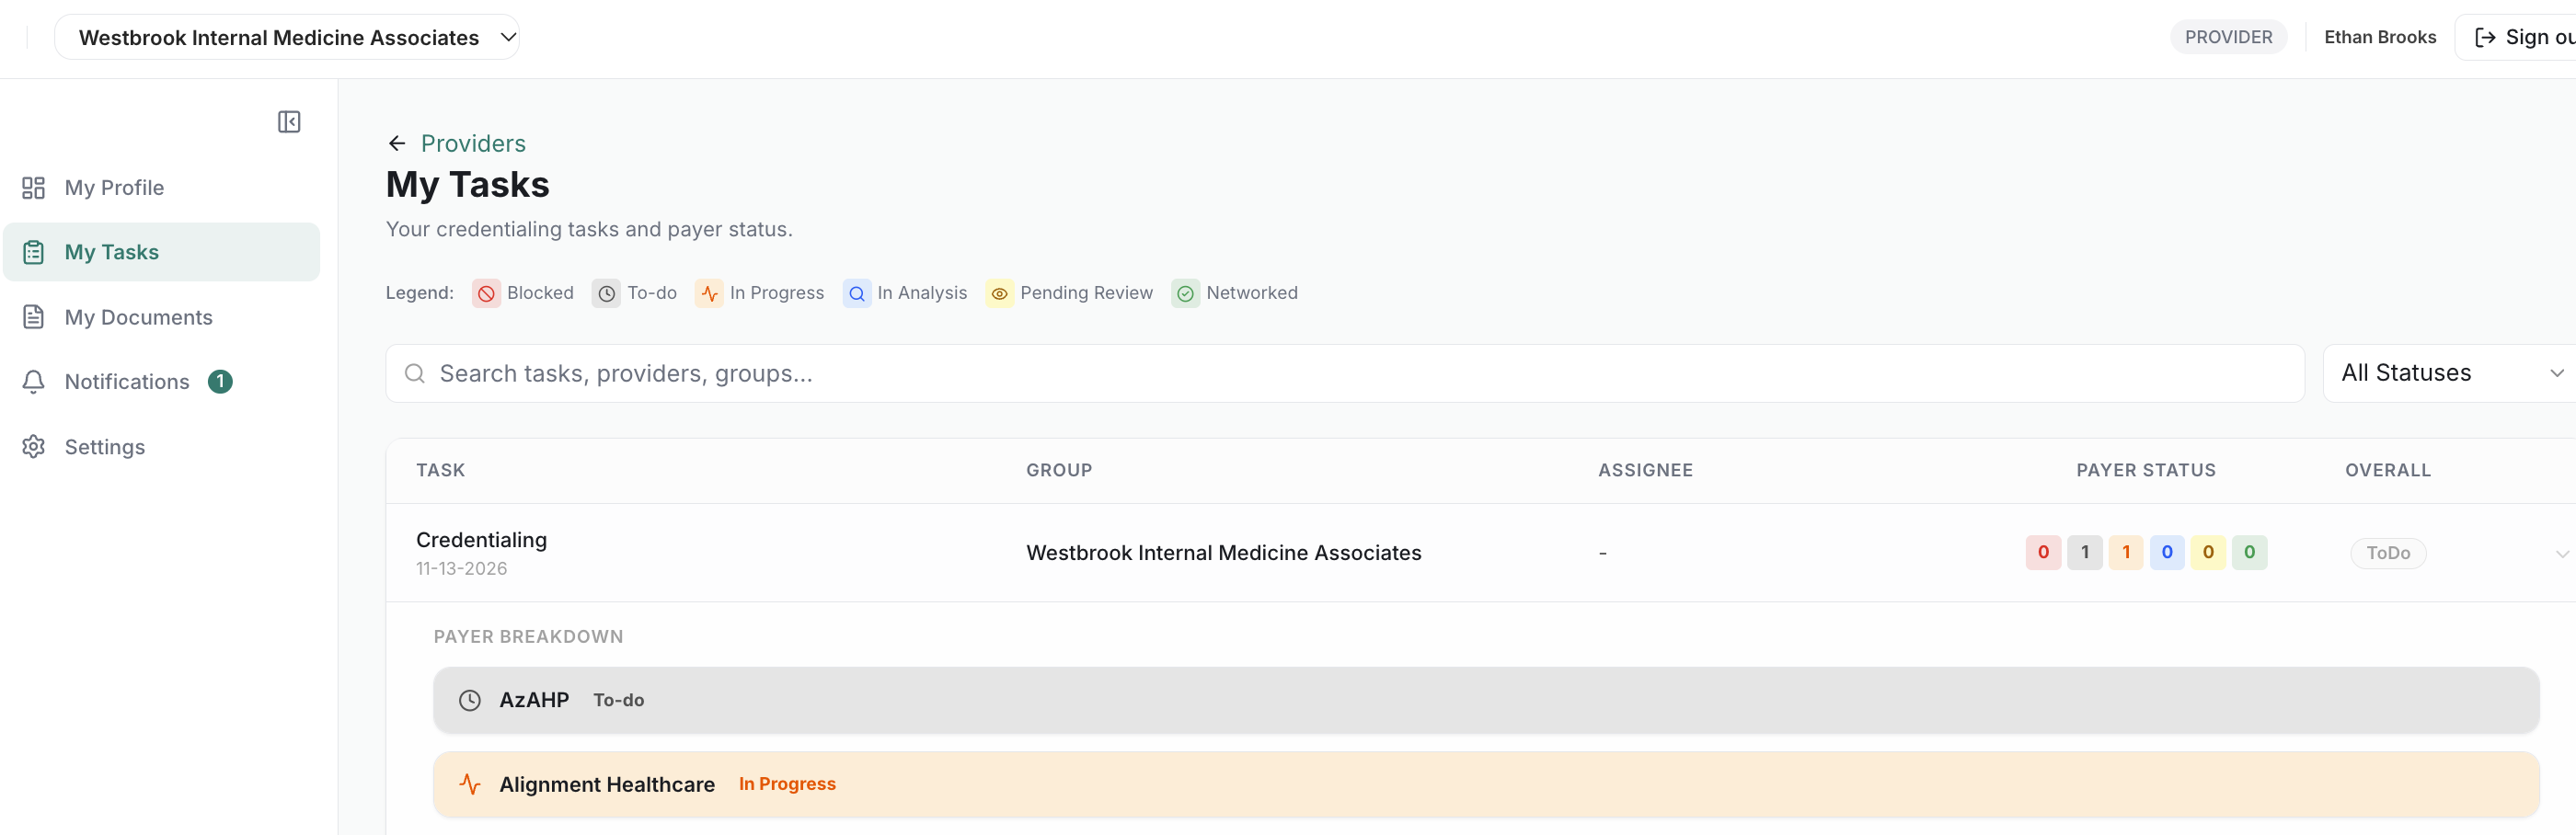 Westbrook Internal Medicine Associates
PROVIDER
Ethan Brooks
Sign ou
My Profile
My Tasks
My Documents
Notifications 1
Settings
Providers
My Tasks
Your credentialing tasks and payer status.
Legend: Blocked To-do In Progress In Analysis Pending Review Networked
Search tasks, providers, groups...
All Statuses
TASK GROUP ASSIGNEE PAYER STATUS OVERALL
Credentialing
11-13-2026
Westbrook Internal Medicine Associates
-
0 1 1 0 0 0
ToDo
PAYER BREAKDOWN
AzAHP To-do
Alignment Healthcare In Progress